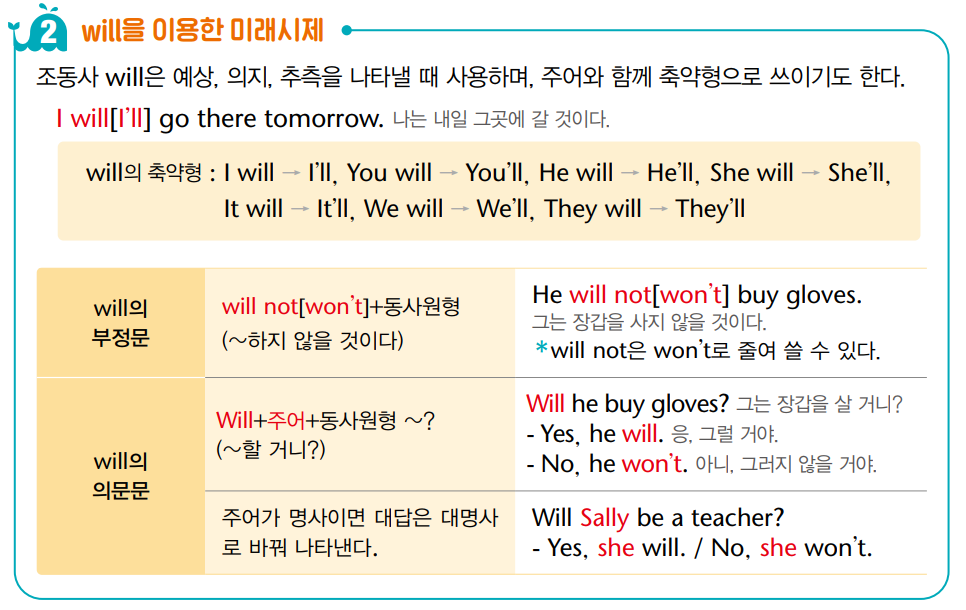 2 will을 이용한 미래시제
조동사 will은 예상, 의지, 추측을 나타낼 때 사용하며, 주어와 함께 축약형으로 쓰이기도 한다.
I will[I’ll] go there tomorrow. 나는 내일 그곳에 갈 것이다.
will의 축약형 : I will → I’ll, You will → You’ll, He will → He’ll, She will → She’ll,
It will → It’ll, We will → We’ll, They will → They’ll
will의
부정문
will not[won’t]+동사원형
(～하지 않을 것이다)
He will not[won’t] buy gloves.
그는 장갑을 사지 않을 것이다.
*will not은 won’t로 줄여 쓸 수 있다.
will의
의문문
Will+주어+동사원형 ～?
(～할 거니?)
Will he buy gloves? 그는 장갑을 살 거니?
- Yes, he will. 응, 그럴 거야.
- No, he won’t. 아니, 그러지 않을 거야.
주어가 명사이면 대답은 대명사
로 바꿔 나타낸다.
Will Sally be a teacher?
- Yes, she will. / No, she won’t.